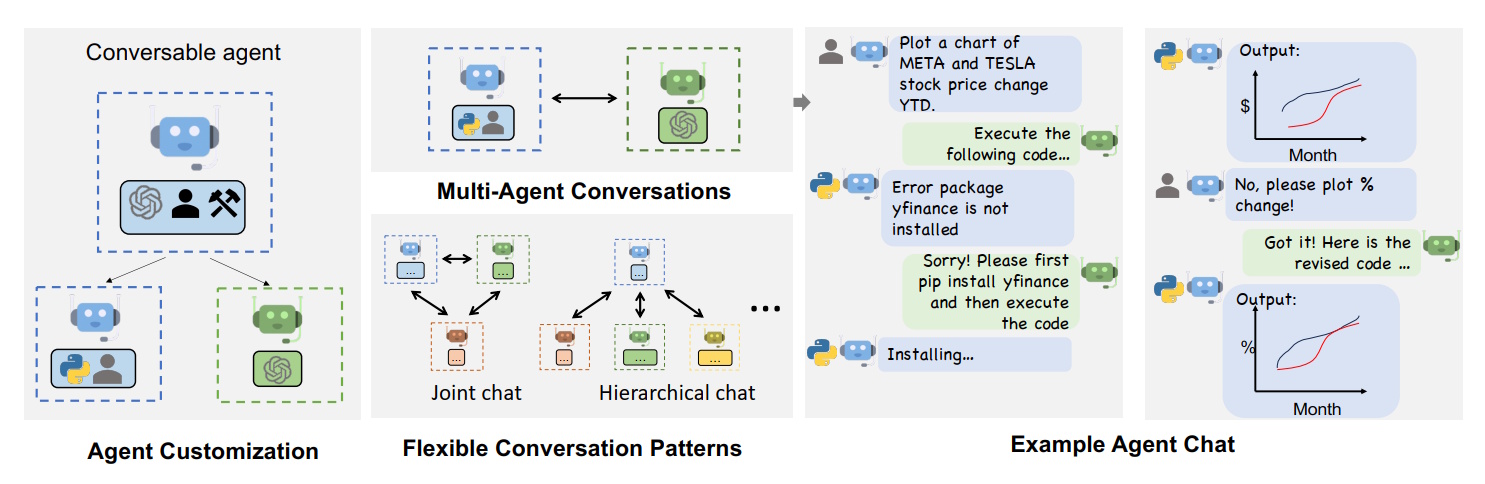 Conversable agent
Agent Customization
Multi-Agent Conversations
...
...
...
...
...
...
...
...
Joint chat
Hierarchical chat
Flexible Conversation Patterns
Plot a chart of
META and TESLA
stock price change
YTD.
Execute the
following code...
Error package
yfinance is not
installed
Sorry! Please first
pip install yfinance
and then execute
the code
Installing...
Output:
$
Month
No, please plot %
change!
Got it! Here is the
revised code ...
Output:
%
Month
Example Agent Chat